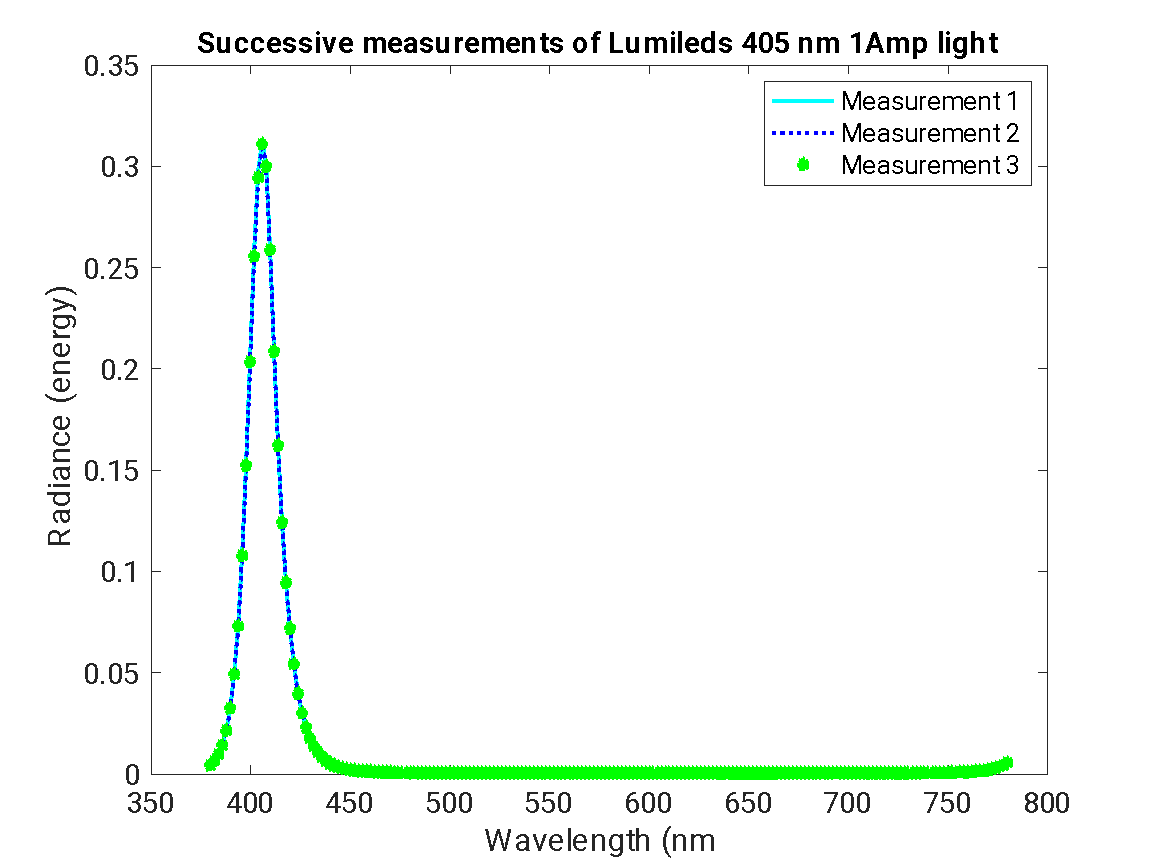 Successive measurements of Lumileds 405 nm 1Amp light
0.35
0.3
0.25
0.2
0.15
0.1
0.05
0
Radiance (energy)
Measurement 1
Measurement 2
Measurement 3
350 400 450 500 550 600 650 700 750 800
Wavelength (nm